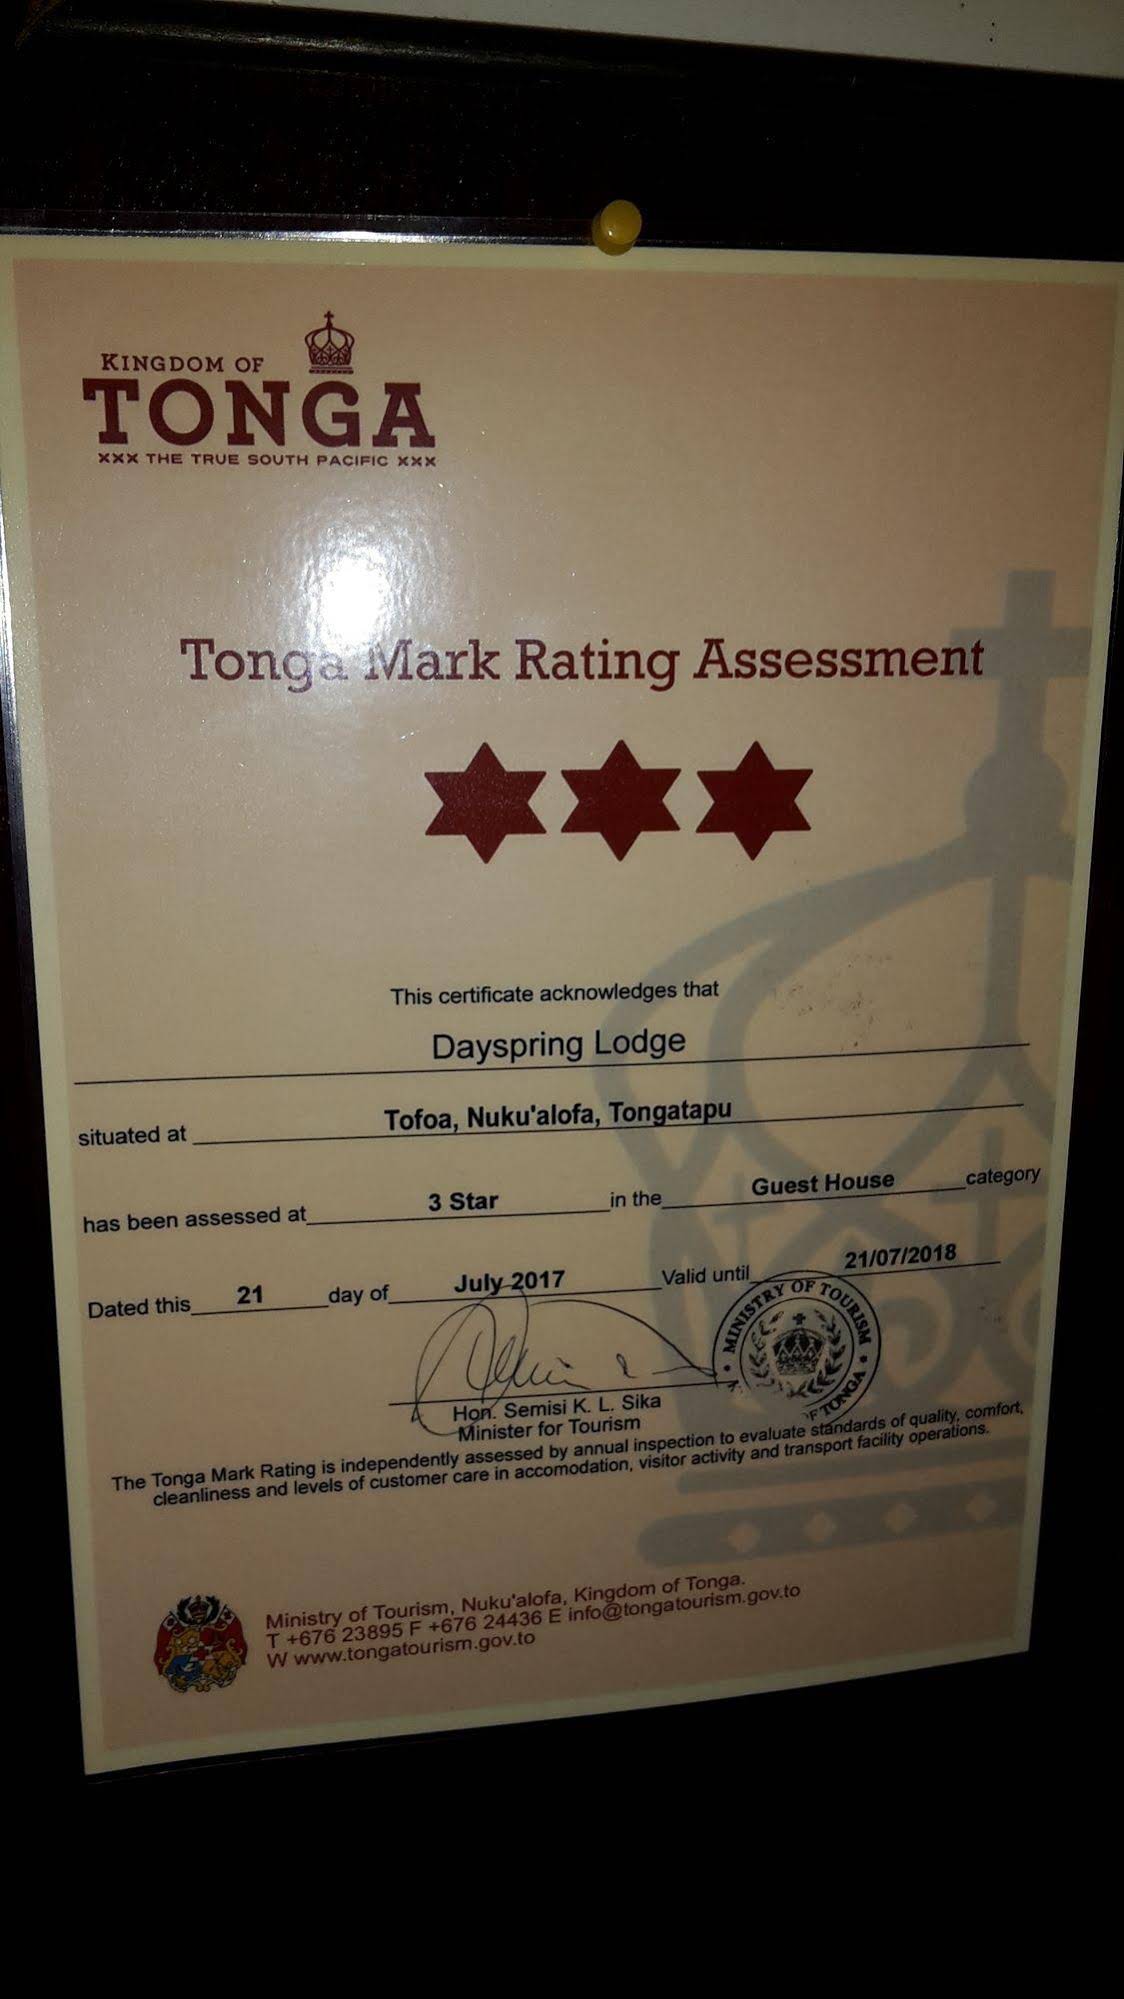 KINGDOM OF
TONGA
XXX THE TRUE SOUTH PACIFIC XXX
Tonga Mark Rating Assessment
This certificate acknowledges that
Dayspring Lodge
situated at Tofoa, Nuku'alofa, Tongatapu
has been assessed at 3 Star in the Guest House category
Dated this 21 day of July 2017 Valid until 21/07/2018
MINISTRY OF TOURISM
OF TONGA
Hon. Semisi K. L. Sika
Minister for Tourism
The Tonga Mark Rating is independently assessed by annual inspection to evaluate standards of quality, comfort,
cleanliness and levels of customer care in accomodation, visitor activity and transport facility operations.
Ministry of Tourism, Nuku'alofa, Kingdom of Tonga.
T +676 23895 F +676 24436 E info@tongatourism.gov.to
W www.tongatourism.gov.to